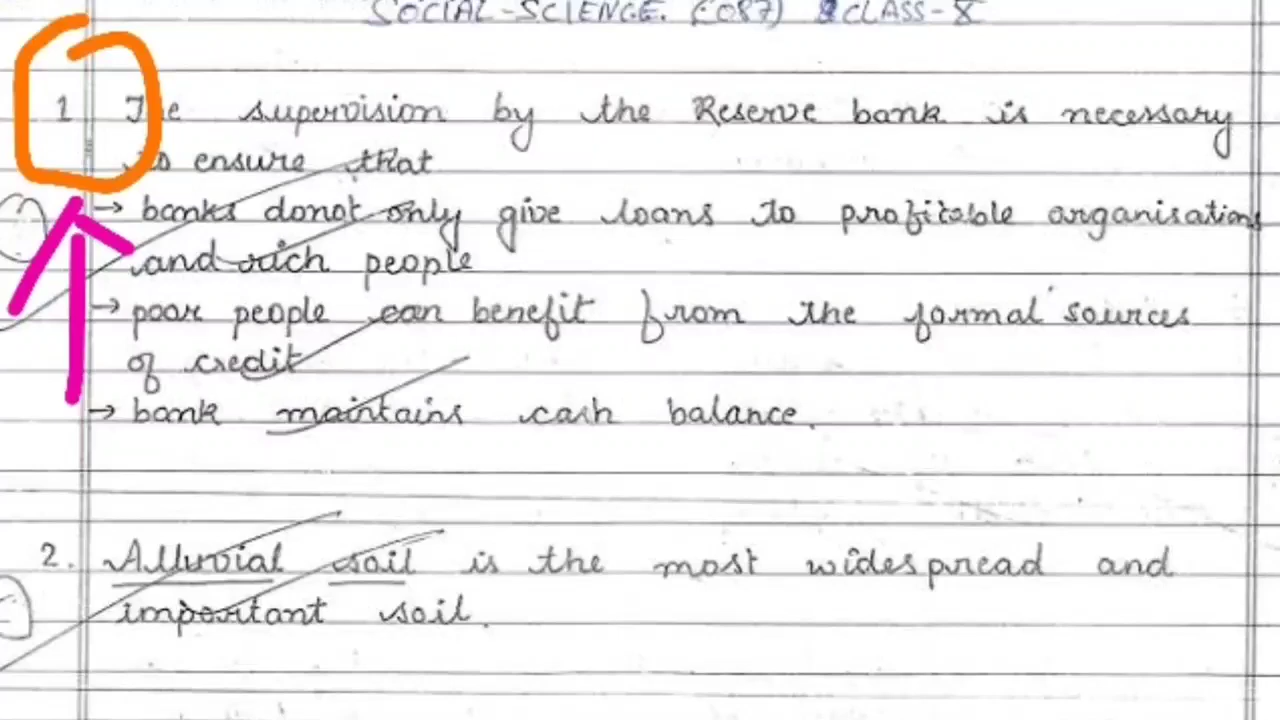 SOCIAL-SCIENCE. (087) CLASS-X
1 The supervision by the Reserve bank is necessary
to ensure that
→ banks donot only give loans to profitable organisations
and rich people
→ poor people can benefit from the formal sources
of credit
→ bank maintains cash balance.
2. Alluvial soil is the most widespread and
important soil.